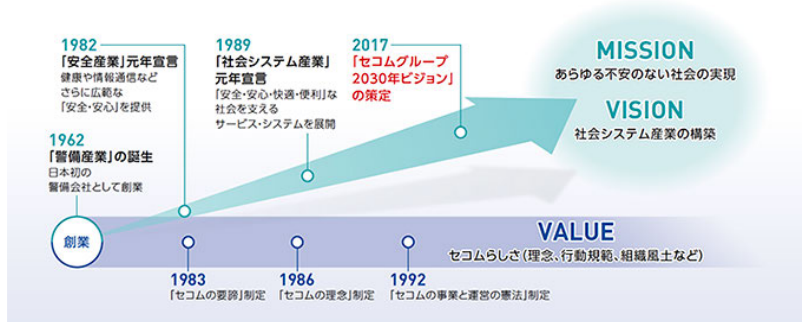 1982
「安全産業」元年宣言
健康や情報通信など
さらに広範な
「安全・安心」を提供
1989
「社会システム産業」
元年宣言
「安全・安心・快適・便利」な
社会を支える
サービス・システムを展開
2017
「セコムグループ
2030年ビジョン」
の策定
MISSION
あらゆる不安のない社会の実現
VISION
社会システム産業の構築
1962
「警備産業」の誕生
日本初の
警備会社として創業
創業
VALUE
セコムらしさ（理念、行動規範、組織風土など）
1983
「セコムの要諦」制定
1986
「セコムの理念」制定
1992
「セコムの事業と運営の憲法」制定